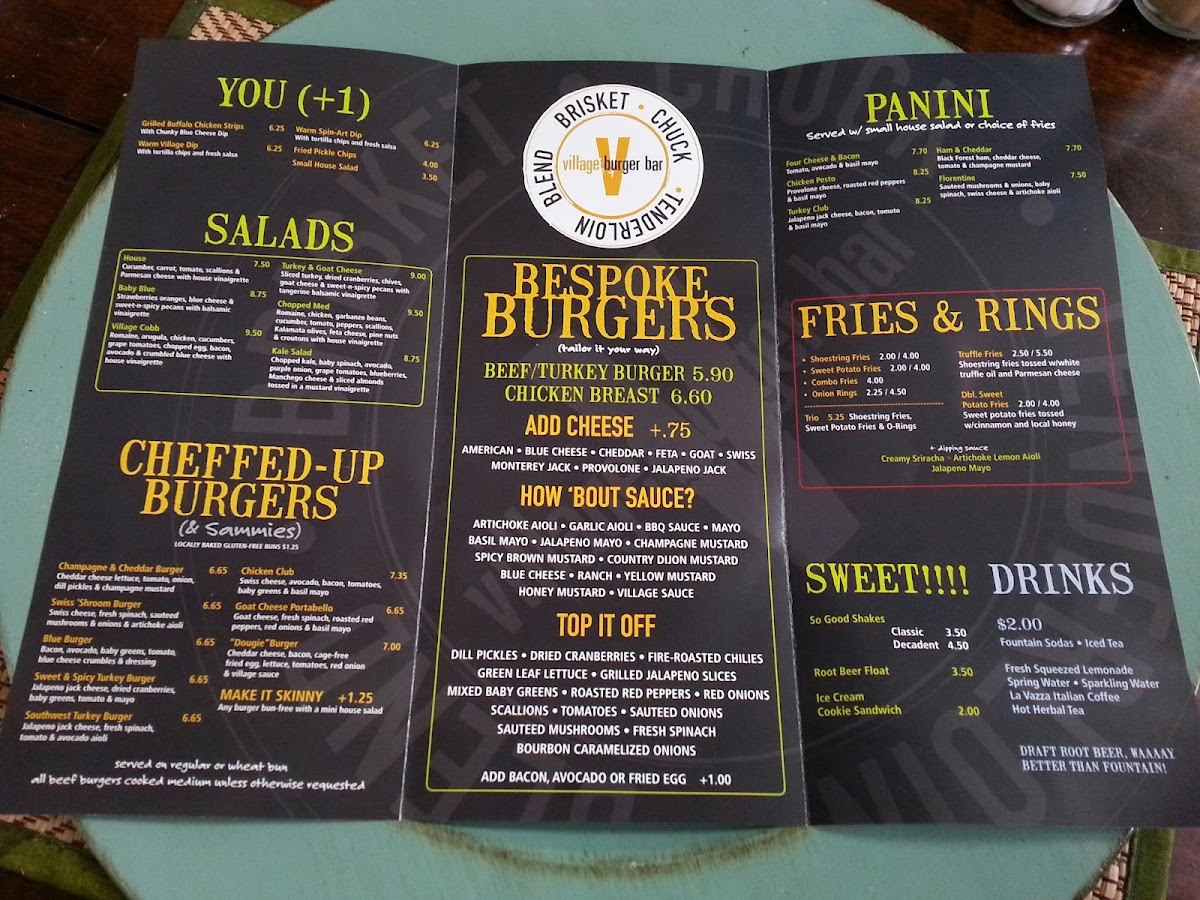 YOU (+1)
Grilled Buffalo Chicken Strips 6.25
With Chunky Blue Cheese Dip
Warm Village Dip 6.25
With tortilla chips and fresh salsa
Warm Spin-Art Dip
With tortilla chips and fresh salsa 6.25
Fried Pickle Chips 4.00
Small House Salad 3.50
SALADS
House 7.50
Cucumber, carrot, tomato, scallions &
Parmesan cheese with house vinaigrette
Baby Blue 8.75
Strawberries oranges, blue cheese &
sweet-n-spicy pecans with balsamic
vinaigrette
Village Cobb 9.50
Romaine, arugula, chicken, cucumbers,
grape tomatoes, chopped egg, bacon,
avocado & crumbled blue cheese with
house vinaigrette
Turkey & Goat Cheese 9.00
Sliced turkey, dried cranberries, chives,
goat cheese & sweet-n-spicy pecans with
tangerine balsamic vinaigrette
Chopped Med 9.50
Romaine, chicken, garbanzo beans,
cucumber, tomato, peppers, scallions,
Kalamata olives, feta cheese, pine nuts
& croutons with house vinaigrette
Kale Salad 8.75
Chopped kale, baby spinach, avocado,
purple onion, grape tomatoes, blueberries,
Manchego cheese & sliced almonds
tossed in a mustard vinaigrette
CHEFFED-UP
BURGERS
(& Sammies)
LOCALLY BAKED GLUTEN-FREE BUNS $1.25
Champagne & Cheddar Burger 6.65
Cheddar cheese lettuce, tomato, onion,
dill pickles & champagne mustard
Swiss 'Shroom Burger 6.65
Swiss cheese, fresh spinach, sauteed
mushrooms & onions & artichoke aioli
Blue Burger 6.65
Bacon, avocado, baby greens, tomato,
blue cheese crumbles & dressing
Sweet & Spicy Turkey Burger 6.65
Jalapeno jack cheese, dried cranberries,
baby greens, tomato & mayo
Southwest Turkey Burger 6.65
Jalapeno jack cheese, fresh spinach,
tomato & avocado aioli
Chicken Club 7.35
Swiss cheese, avocado, bacon, tomatoes,
baby greens & basil mayo
Goat Cheese Portabello 6.65
Goat cheese, fresh spinach, roasted red
peppers, red onions & basil mayo
"Dougie"Burger 7.00
Cheddar cheese, bacon, cage-free
fried egg, lettuce, tomatoes, red onion
& village sauce
MAKE IT SKINNY +1.25
Any burger bun-free with a mini house salad
served on regular or wheat bun
all beef burgers cooked medium unless otherwise requested
BRISKET • CHUCK • TENDERLOIN BLEND
village burger bar
V
BESPOKE
BURGERS
(tailor it your way)
BEEF/TURKEY BURGER 5.90
CHICKEN BREAST 6.60
ADD CHEESE +.75
AMERICAN • BLUE CHEESE • CHEDDAR • FETA • GOAT • SWISS
MONTEREY JACK • PROVOLONE • JALAPENO JACK
HOW 'BOUT SAUCE?
ARTICHOKE AIOLI • GARLIC AIOLI • BBQ SAUCE • MAYO
BASIL MAYO • JALAPENO MAYO • CHAMPAGNE MUSTARD
SPICY BROWN MUSTARD • COUNTRY DIJON MUSTARD
BLUE CHEESE • RANCH • YELLOW MUSTARD
HONEY MUSTARD • VILLAGE SAUCE
TOP IT OFF
DILL PICKLES • DRIED CRANBERRIES • FIRE-ROASTED CHILIES
GREEN LEAF LETTUCE • GRILLED JALAPENO SLICES
MIXED BABY GREENS • ROASTED RED PEPPERS • RED ONIONS
SCALLIONS • TOMATOES • SAUTEED ONIONS
SAUTEED MUSHROOMS • FRESH SPINACH
BOURBON CARAMELIZED ONIONS
ADD BACON, AVOCADO OR FRIED EGG +1.00
PANINI
Served w/ small house salad or choice of fries
Four Cheese & Bacon 7.70
Tomato, avocado & basil mayo
Chicken Pesto 8.25
Provolone cheese, roasted red peppers
& basil mayo
Turkey Club 8.25
Jalapeno jack cheese, bacon, tomato
& basil mayo
Ham & Cheddar 7.70
Black Forest ham, cheddar cheese,
tomato & champagne mustard
Florentine 7.50
Sauteed mushrooms & onions, baby
spinach, swiss cheese & artichoke aioli
FRIES & RINGS
• Shoestring Fries 2.00 / 4.00
• Sweet Potato Fries 2.00 / 4.00
• Combo Fries 4.00
• Onion Rings 2.25 / 4.50
Trio 5.25 Shoestring Fries,
Sweet Potato Fries & O-Rings
Truffle Fries 2.50 / 5.50
Shoestring fries tossed w/white
truffle oil and Parmesan cheese
Dbl. Sweet
Potato Fries 2.00 / 4.00
Sweet potato fries tossed
w/cinnamon and local honey
+ dipping sauce
Creamy Sriracha • Artichoke Lemon Aioli
Jalapeno Mayo
SWEET!!!!
So Good Shakes
Classic 3.50
Decadent 4.50
Root Beer Float 3.50
Ice Cream
Cookie Sandwich 2.00
DRINKS
$2.00
Fountain Sodas • Iced Tea
Fresh Squeezed Lemonade
Spring Water • Sparkling Water
La Vazza Italian Coffee
Hot Herbal Tea
DRAFT ROOT BEER, WAAAAY
BETTER THAN FOUNTAIN!